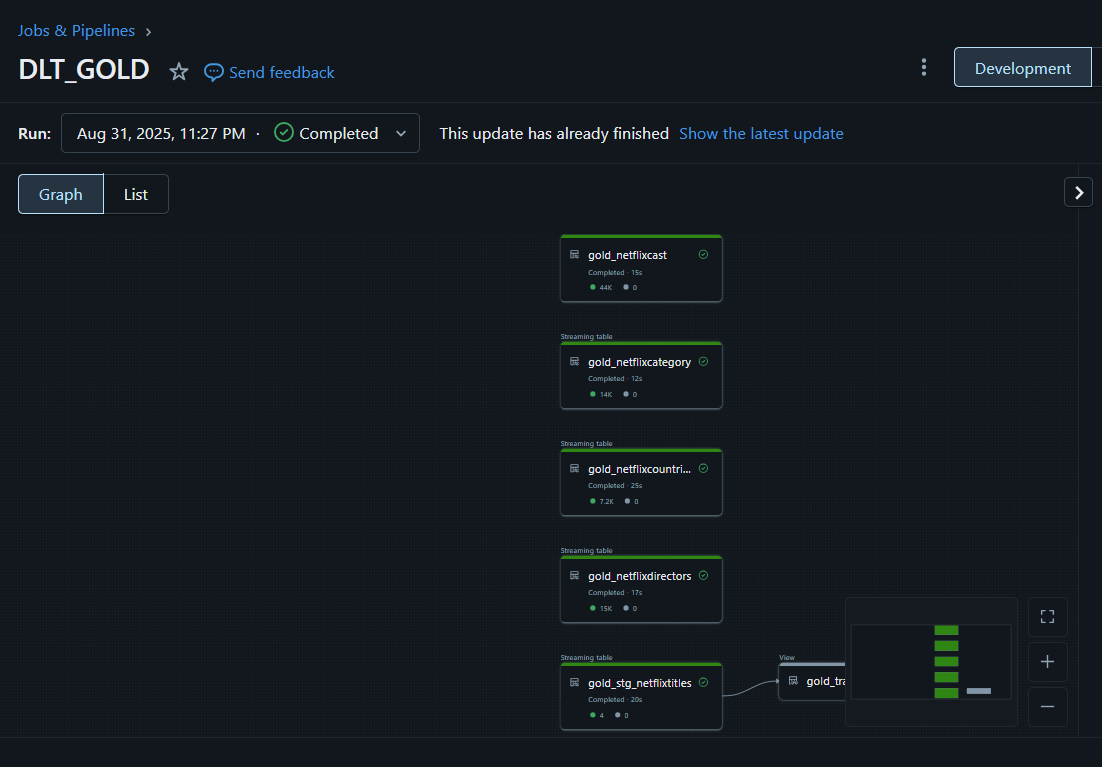 Jobs & Pipelines
DLT_GOLD
Send feedback
Development
Run:
Aug 31, 2025, 11:27 PM · Completed
This update has already finished Show the latest update
Graph
List
gold_netflixcast
Completed · 15s
44K 0
Streaming table
gold_netflixcategory
Completed · 12s
14K 0
Streaming table
gold_netflixcountri...
Completed · 25s
7.2K 0
Streaming table
gold_netflixdirectors
Completed · 17s
15K 0
Streaming table
gold_stg_netflixtitles
Completed · 20s
4 0
View
gold_tra